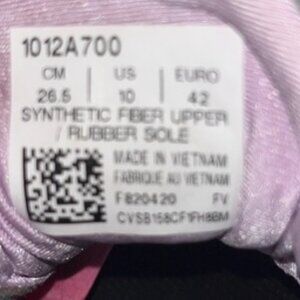 1012A700
CM US EURO
26.5 10 42
SYNTHETIC FIBER UPPER
/ RUBBER SOLE
MADE IN VIETNAM
FABRIQUÉ AU VIETNAM
F820420 FV